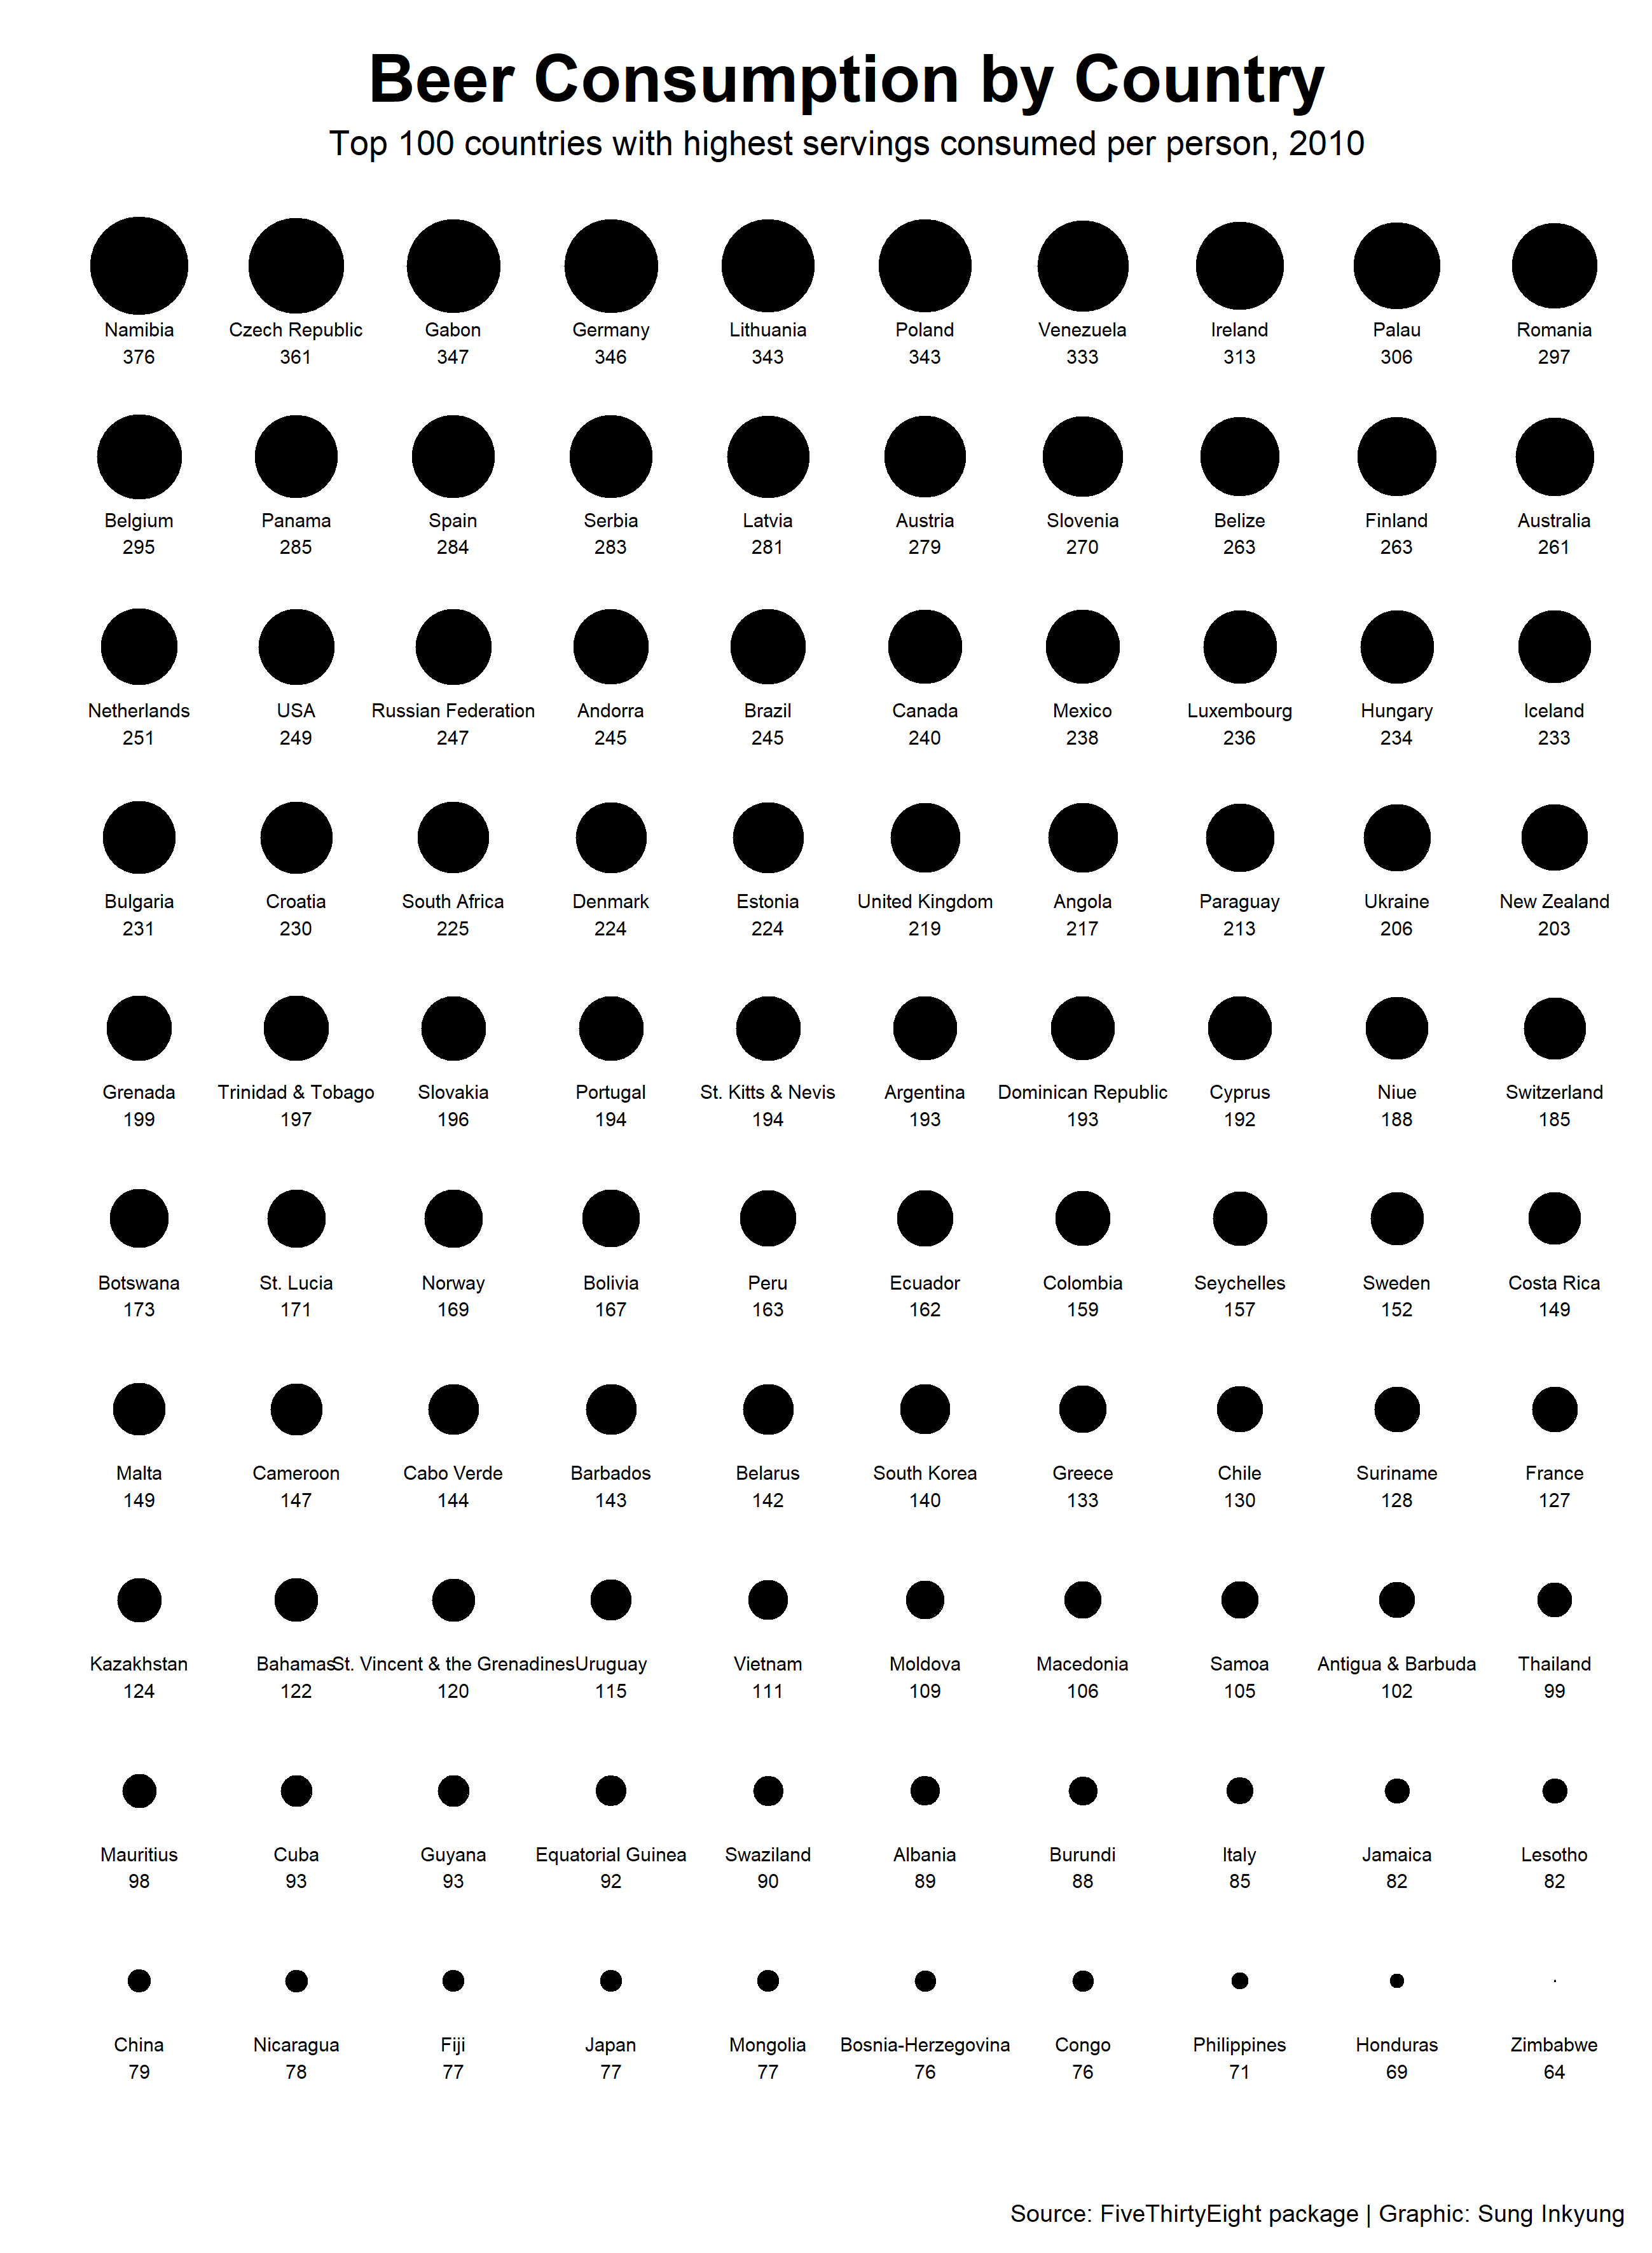 Beer Consumption by Country
Top 100 countries with highest servings consumed per person, 2010
Namibia Czech Republic Gabon Germany Lithuania Poland Venezuela Ireland Palau Romania
376 361 347 346 343 343 333 313 306 297
Belgium Panama Spain Serbia Latvia Austria Slovenia Belize Finland Australia
295 285 284 283 281 279 270 263 263 261
Netherlands USA Russian Federation Andorra Brazil Canada Mexico Luxembourg Hungary Iceland
251 249 247 245 245 240 238 236 234 233
Bulgaria Croatia South Africa Denmark Estonia United Kingdom Angola Paraguay Ukraine New Zealand
231 230 225 224 224 219 217 213 206 203
Grenada Trinidad & Tobago Slovakia Portugal St. Kitts & Nevis Argentina Dominican Republic Cyprus Niue Switzerland
199 197 196 194 194 193 193 192 188 185
Botswana St. Lucia Norway Bolivia Peru Ecuador Colombia Seychelles Sweden Costa Rica
173 171 169 167 163 162 159 157 152 149
Malta Cameroon Cabo Verde Barbados Belarus South Korea Greece Chile Suriname France
149 147 144 143 142 140 133 130 128 127
Kazakhstan Bahamas St. Vincent & the Grenadines Uruguay Vietnam Moldova Macedonia Samoa Antigua & Barbuda Thailand
124 122 120 115 111 109 106 105 102 99
Mauritius Cuba Guyana Equatorial Guinea Swaziland Albania Burundi Italy Jamaica Lesotho
98 93 93 92 90 89 88 85 82 82
China Nicaragua Fiji Japan Mongolia Bosnia-Herzegovina Congo Philippines Honduras Zimbabwe
79 78 77 77 77 76 76 71 69 64
Source: FiveThirtyEight package | Graphic: Sung Inkyung